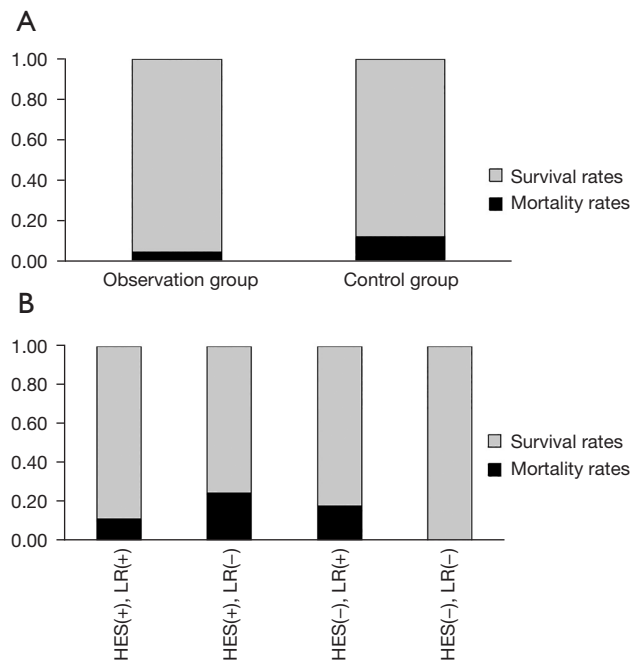 A
1.00
0.80
0.60
0.40
0.20
0.00
Observation group
Control group
Survival rates
Mortality rates
B
1.00
0.80
0.60
0.40
0.20
0.00
HES(+), LR(+)
HES(+), LR(−)
HES(−), LR(+)
HES(−), LR(−)
Survival rates
Mortality rates